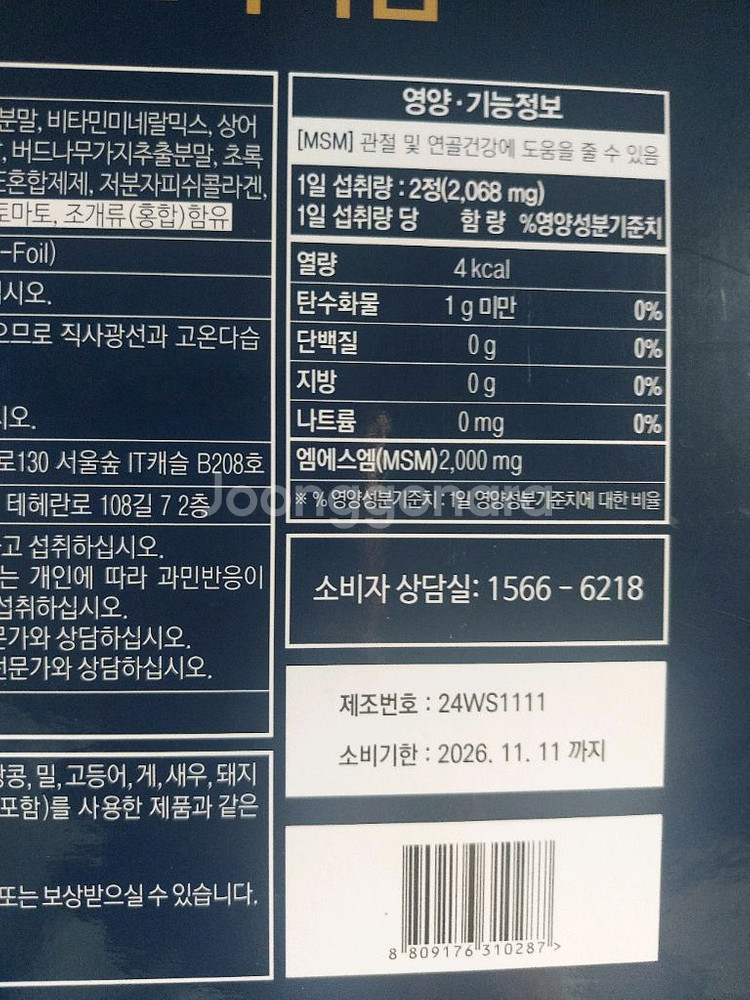 분말, 비타민미네랄믹스, 상어
, 버드나무가지추출분말, 초록
혼합제제, 저분자피쉬콜라겐,
토마토, 조개류(홍합)함유
-Foil)
시오.
으므로 직사광선과 고온다습
시오.
로130 서울숲 IT캐슬 B208호
테헤란로 108길 7 2층
고 섭취하십시오.
는 개인에 따라 과민반응이
섭취하십시오.
문가와 상담하십시오.
전문가와 상담하십시오.
콩, 밀, 고등어, 게, 새우, 돼지
포함)를 사용한 제품과 같은
또는 보상받으실 수 있습니다.
영양·기능정보
[MSM] 관절 및 연골건강에 도움을 줄 수 있음
1일 섭취량 : 2정(2,068 mg)
1일 섭취량 당 함 량 %영양성분기준치
열량 4 kcal
탄수화물 1 g 미만 0%
단백질 0 g 0%
지방 0 g 0%
나트륨 0 mg 0%
엠에스엠(MSM) 2,000 mg
※ % 영양성분기준치 : 1일 영양성분기준치에 대한 비율
Joonggonara
소비자 상담실: 1566 - 6218
제조번호 : 24WS1111
소비기한 : 2026. 11. 11 까지
8 809176 310287 >